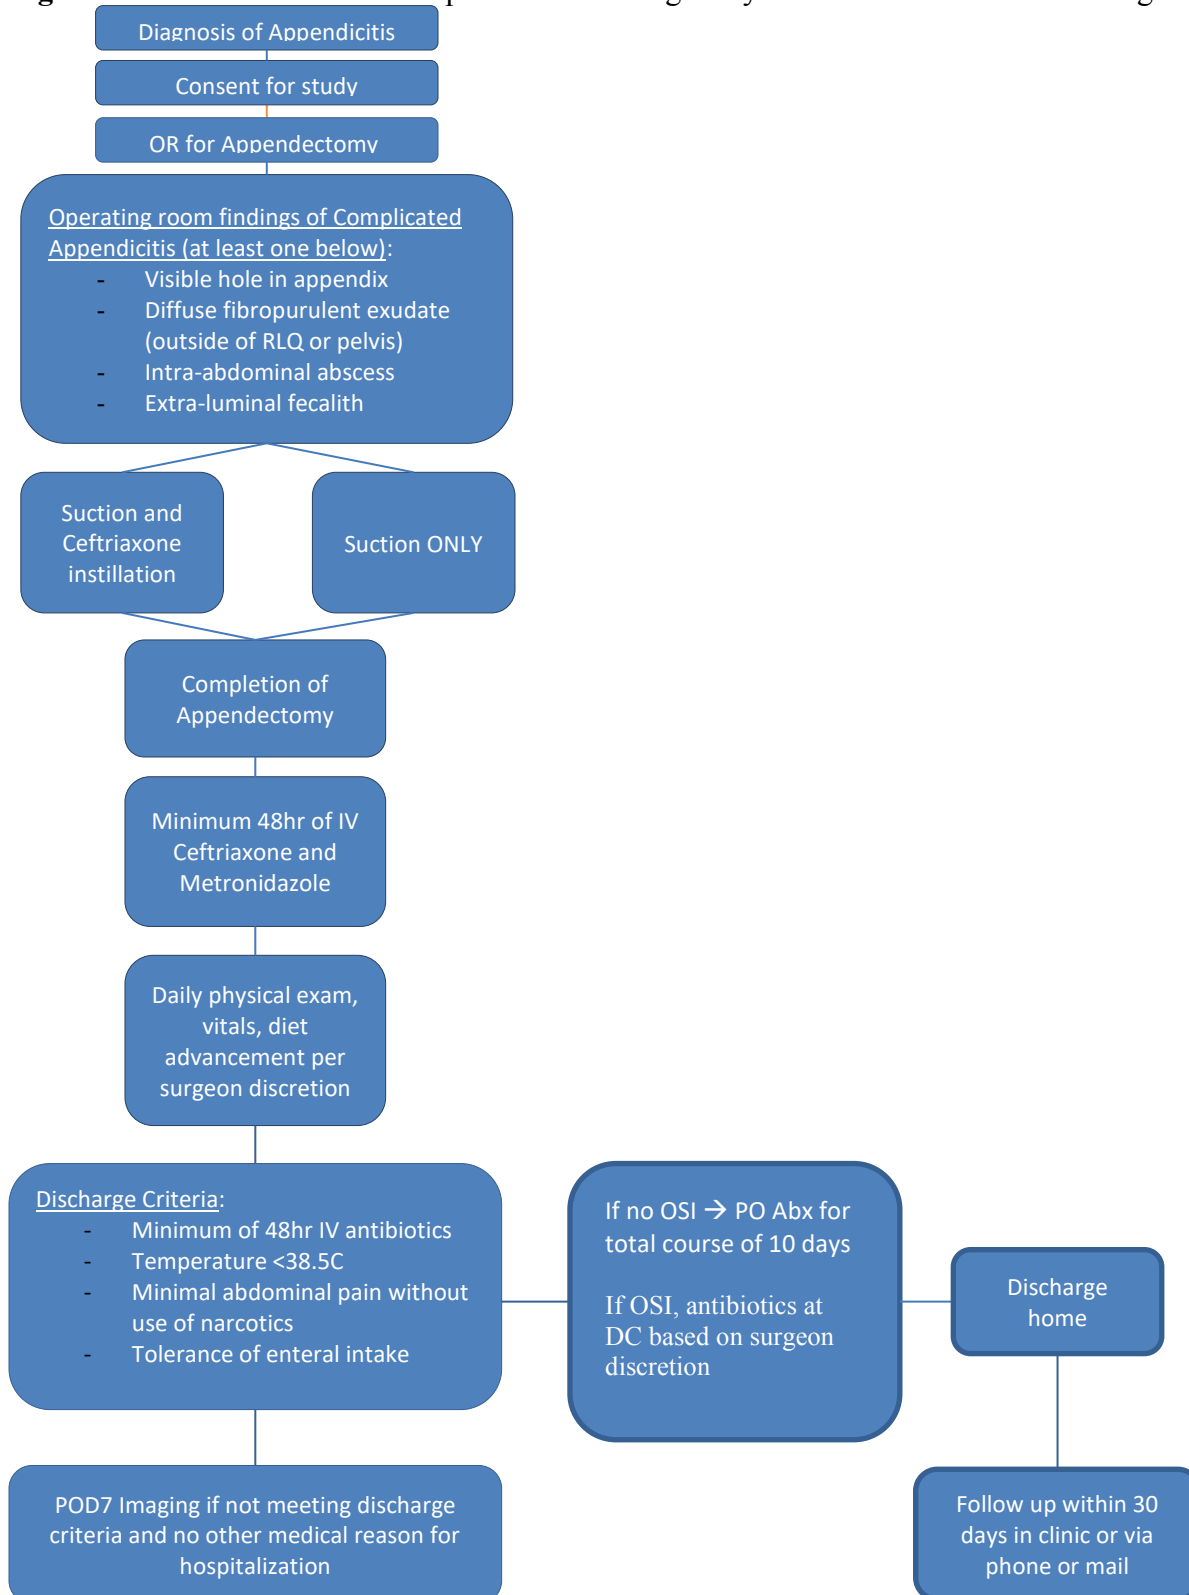 Diagnosis of Appendicitis
Consent for study
OR for Appendectomy
Operating room findings of Complicated
Appendicitis (at least one below):
- Visible hole in appendix
- Diffuse fibropurulent exudate
(outside of RLQ or pelvis)
- Intra-abdominal abscess
- Extra-luminal fecalith
Suction and
Ceftriaxone
instillation
Suction ONLY
Completion of
Appendectomy
Minimum 48hr of IV
Ceftriaxone and
Metronidazole
Daily physical exam,
vitals, diet
advancement per
surgeon discretion
Discharge Criteria:
- Minimum of 48hr IV antibiotics
- Temperature <38.5C
- Minimal abdominal pain without
use of narcotics
- Tolerance of enteral intake
If no OSI → PO Abx for
total course of 10 days
If OSI, antibiotics at
DC based on surgeon
discretion
Discharge
home
POD7 Imaging if not meeting discharge
criteria and no other medical reason for
hospitalization
Follow up within 30
days in clinic or via
phone or mail